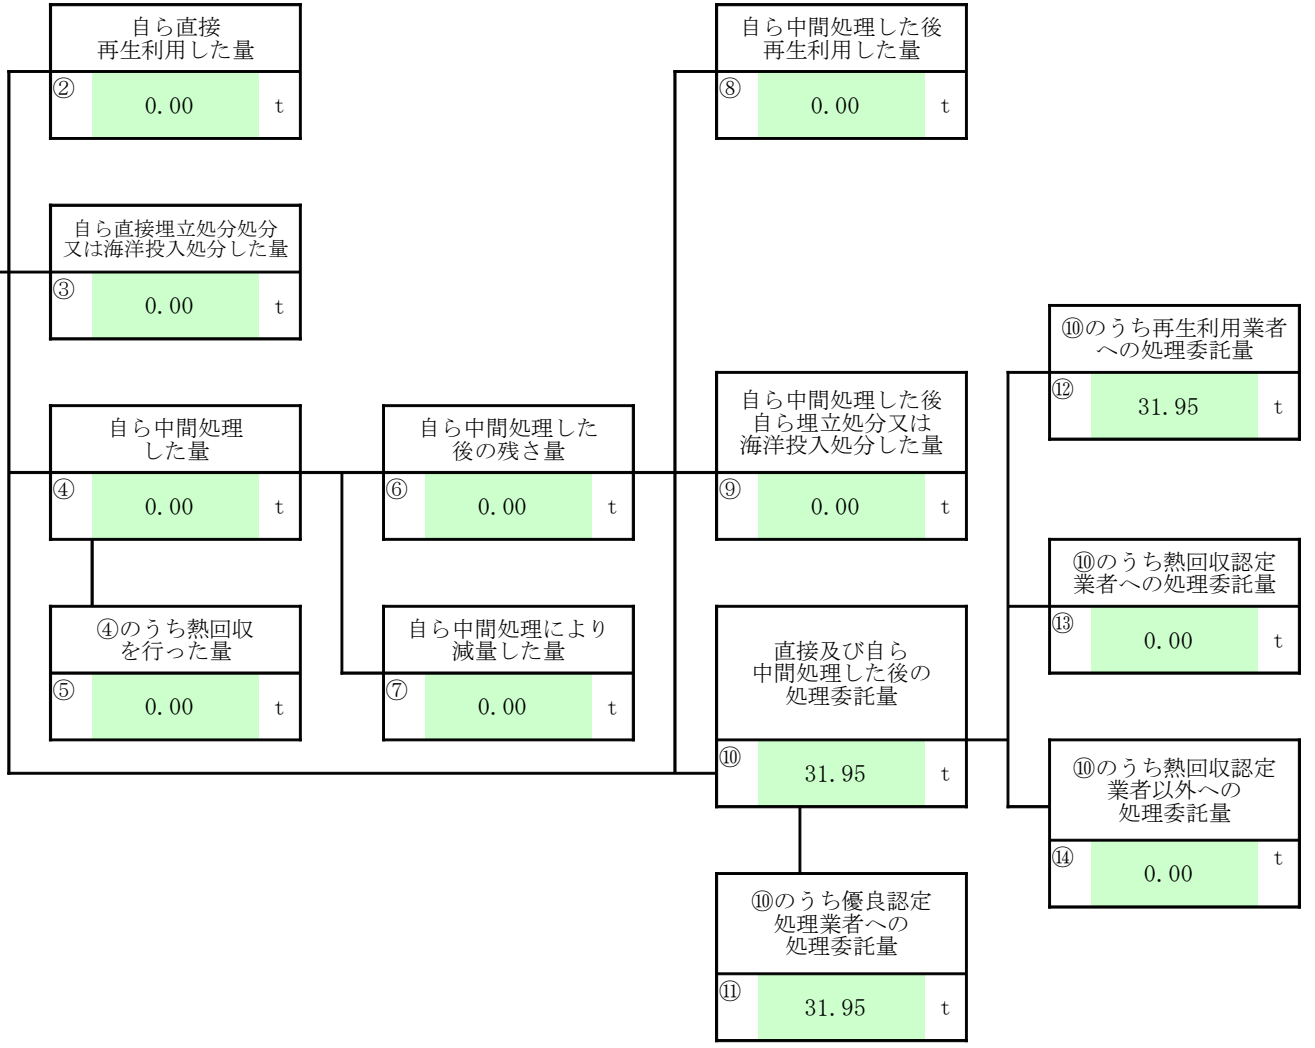 自ら直接
再生利用した量
②
0.00
t
自ら中間処理した後
再生利用した量
⑧
0.00
t
自ら直接埋立処分処分
又は海洋投入処分した量
③
0.00
t
⑩のうち再生利用業者
への処理委託量
⑫
31.95
t
自ら中間処理
した量
④
0.00
t
自ら中間処理した
後の残さ量
⑥
0.00
t
自ら中間処理した後
自ら埋立処分又は
海洋投入処分した量
⑨
0.00
t
⑩のうち熱回収認定
業者への処理委託量
⑬
0.00
t
④のうち熱回収
を行った量
⑤
0.00
t
自ら中間処理により
減量した量
⑦
0.00
t
直接及び自ら
中間処理した後の
処理委託量
⑩
31.95
t
⑩のうち熱回収認定
業者以外への
処理委託量
⑭
0.00
t
⑩のうち優良認定
処理業者への
処理委託量
⑪
31.95
t